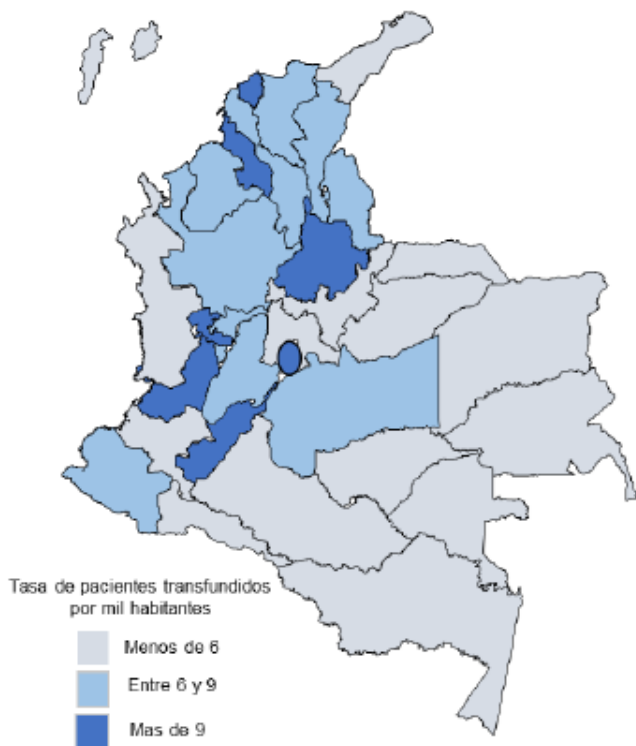 Tasa de pacientes transfundidos
por mil habitantes
Menos de 6
Entre 6 y 9
Mas de 9